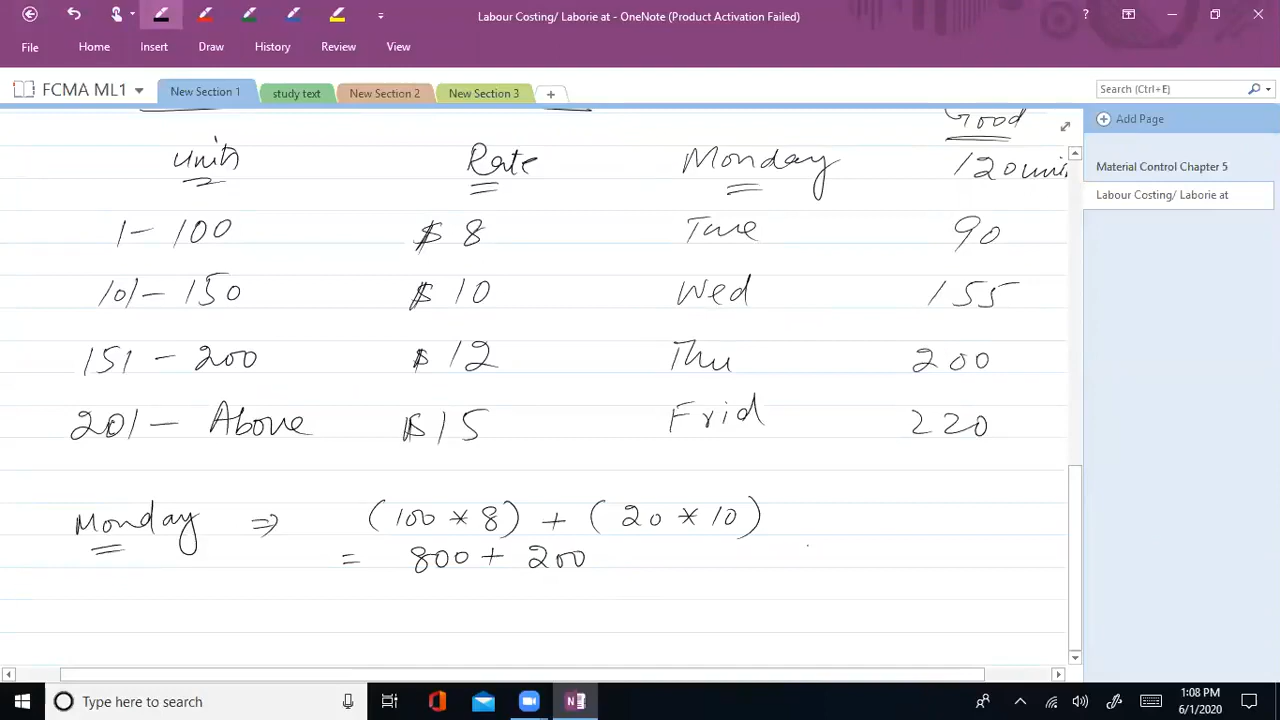 Labour Costing/ Laborie at - OneNote (Product Activation Failed)
File Home Insert Draw History Review View
FCMA ML1 New Section 1 study text New Section 2 New Section 3
Search (Ctrl+E)
Add Page
Material Control Chapter 5
Labour Costing/ Laborie at
Good
Units Rate Monday 120 uni
1 - 100 $ 8 Tue 90
101 - 150 $ 10 Wed 155
151 - 200 $ 12 Thu 200
201 - Above $ 15 Frid 220
Monday ⇒ (100 * 8) + (20 * 10)
= 800 + 200
Type here to search
1:08 PM
6/1/2020